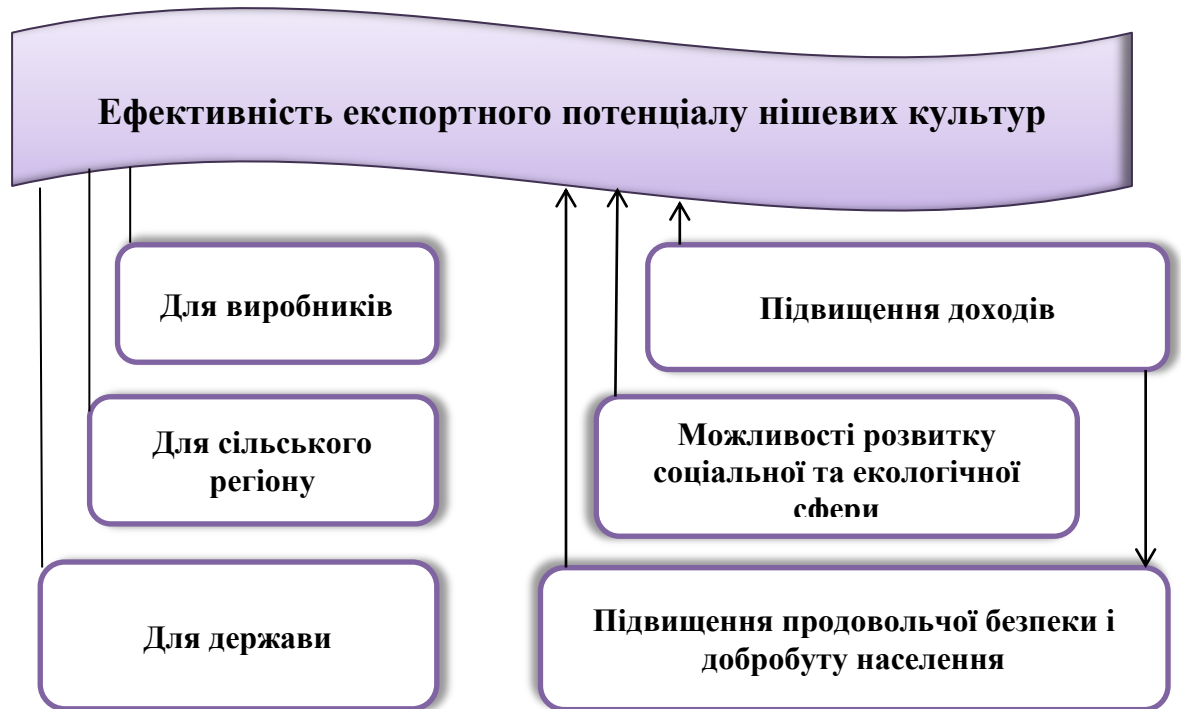 Ефективність експортного потенціалу нішевих культур
Для виробників
Підвищення доходів
Для сільського
регіону
Можливості розвитку
соціальної та екологічної
сфери
Для держави
Підвищення продовольчої безпеки і
добробуту населення